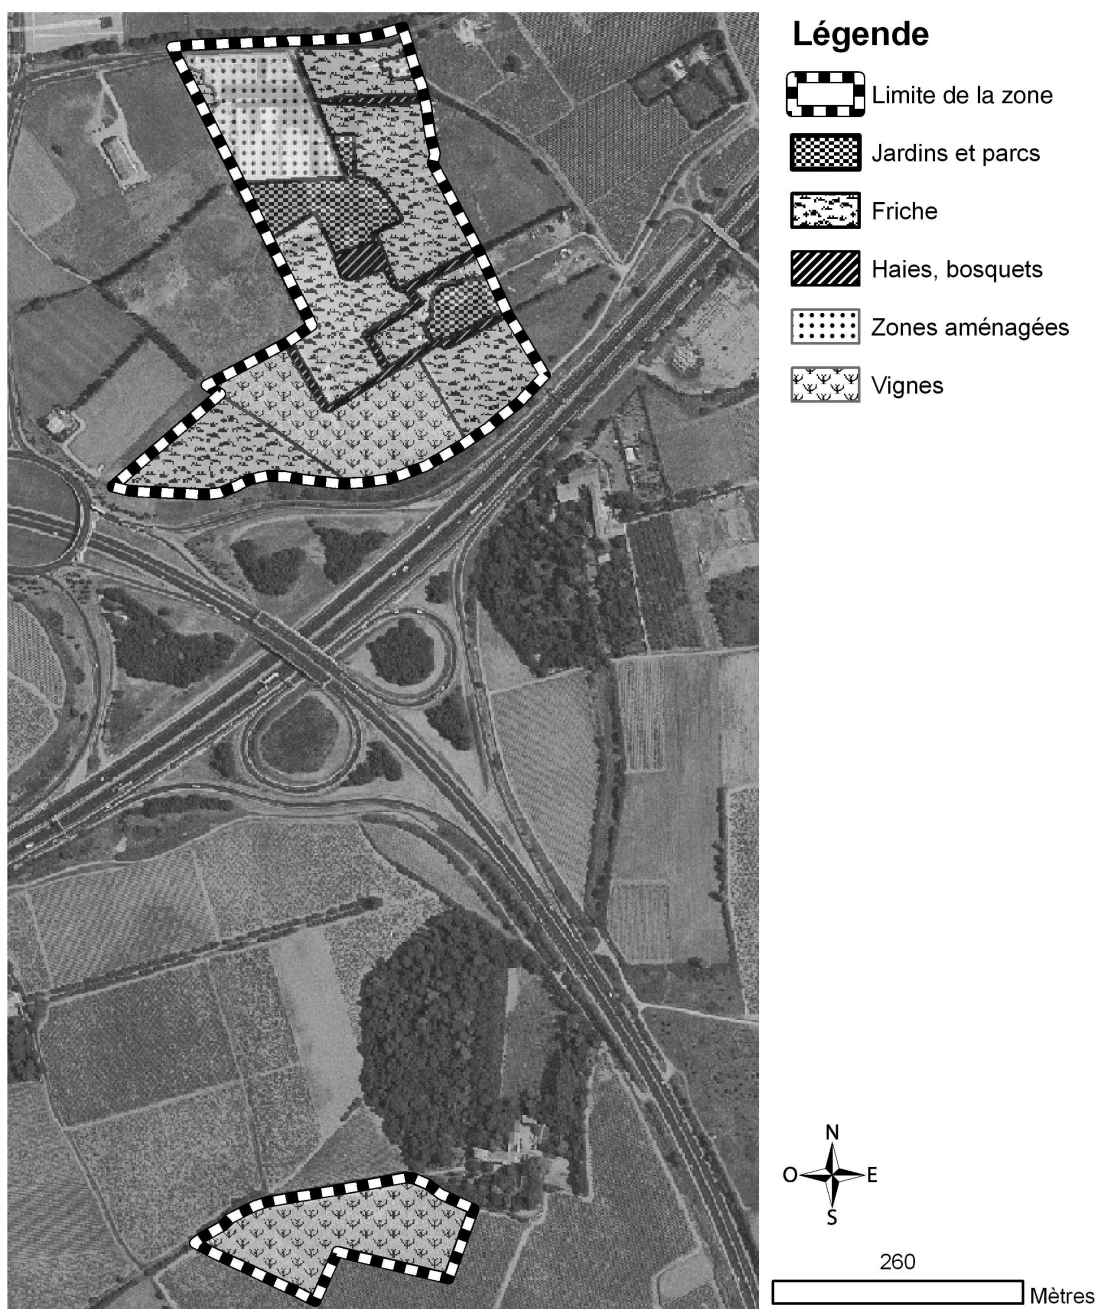 Légende
Limite de la zone
Jardins et parcs
Friche
Haies, bosquets
Zones aménagées
Vignes
N
O E
S
260
Mètres